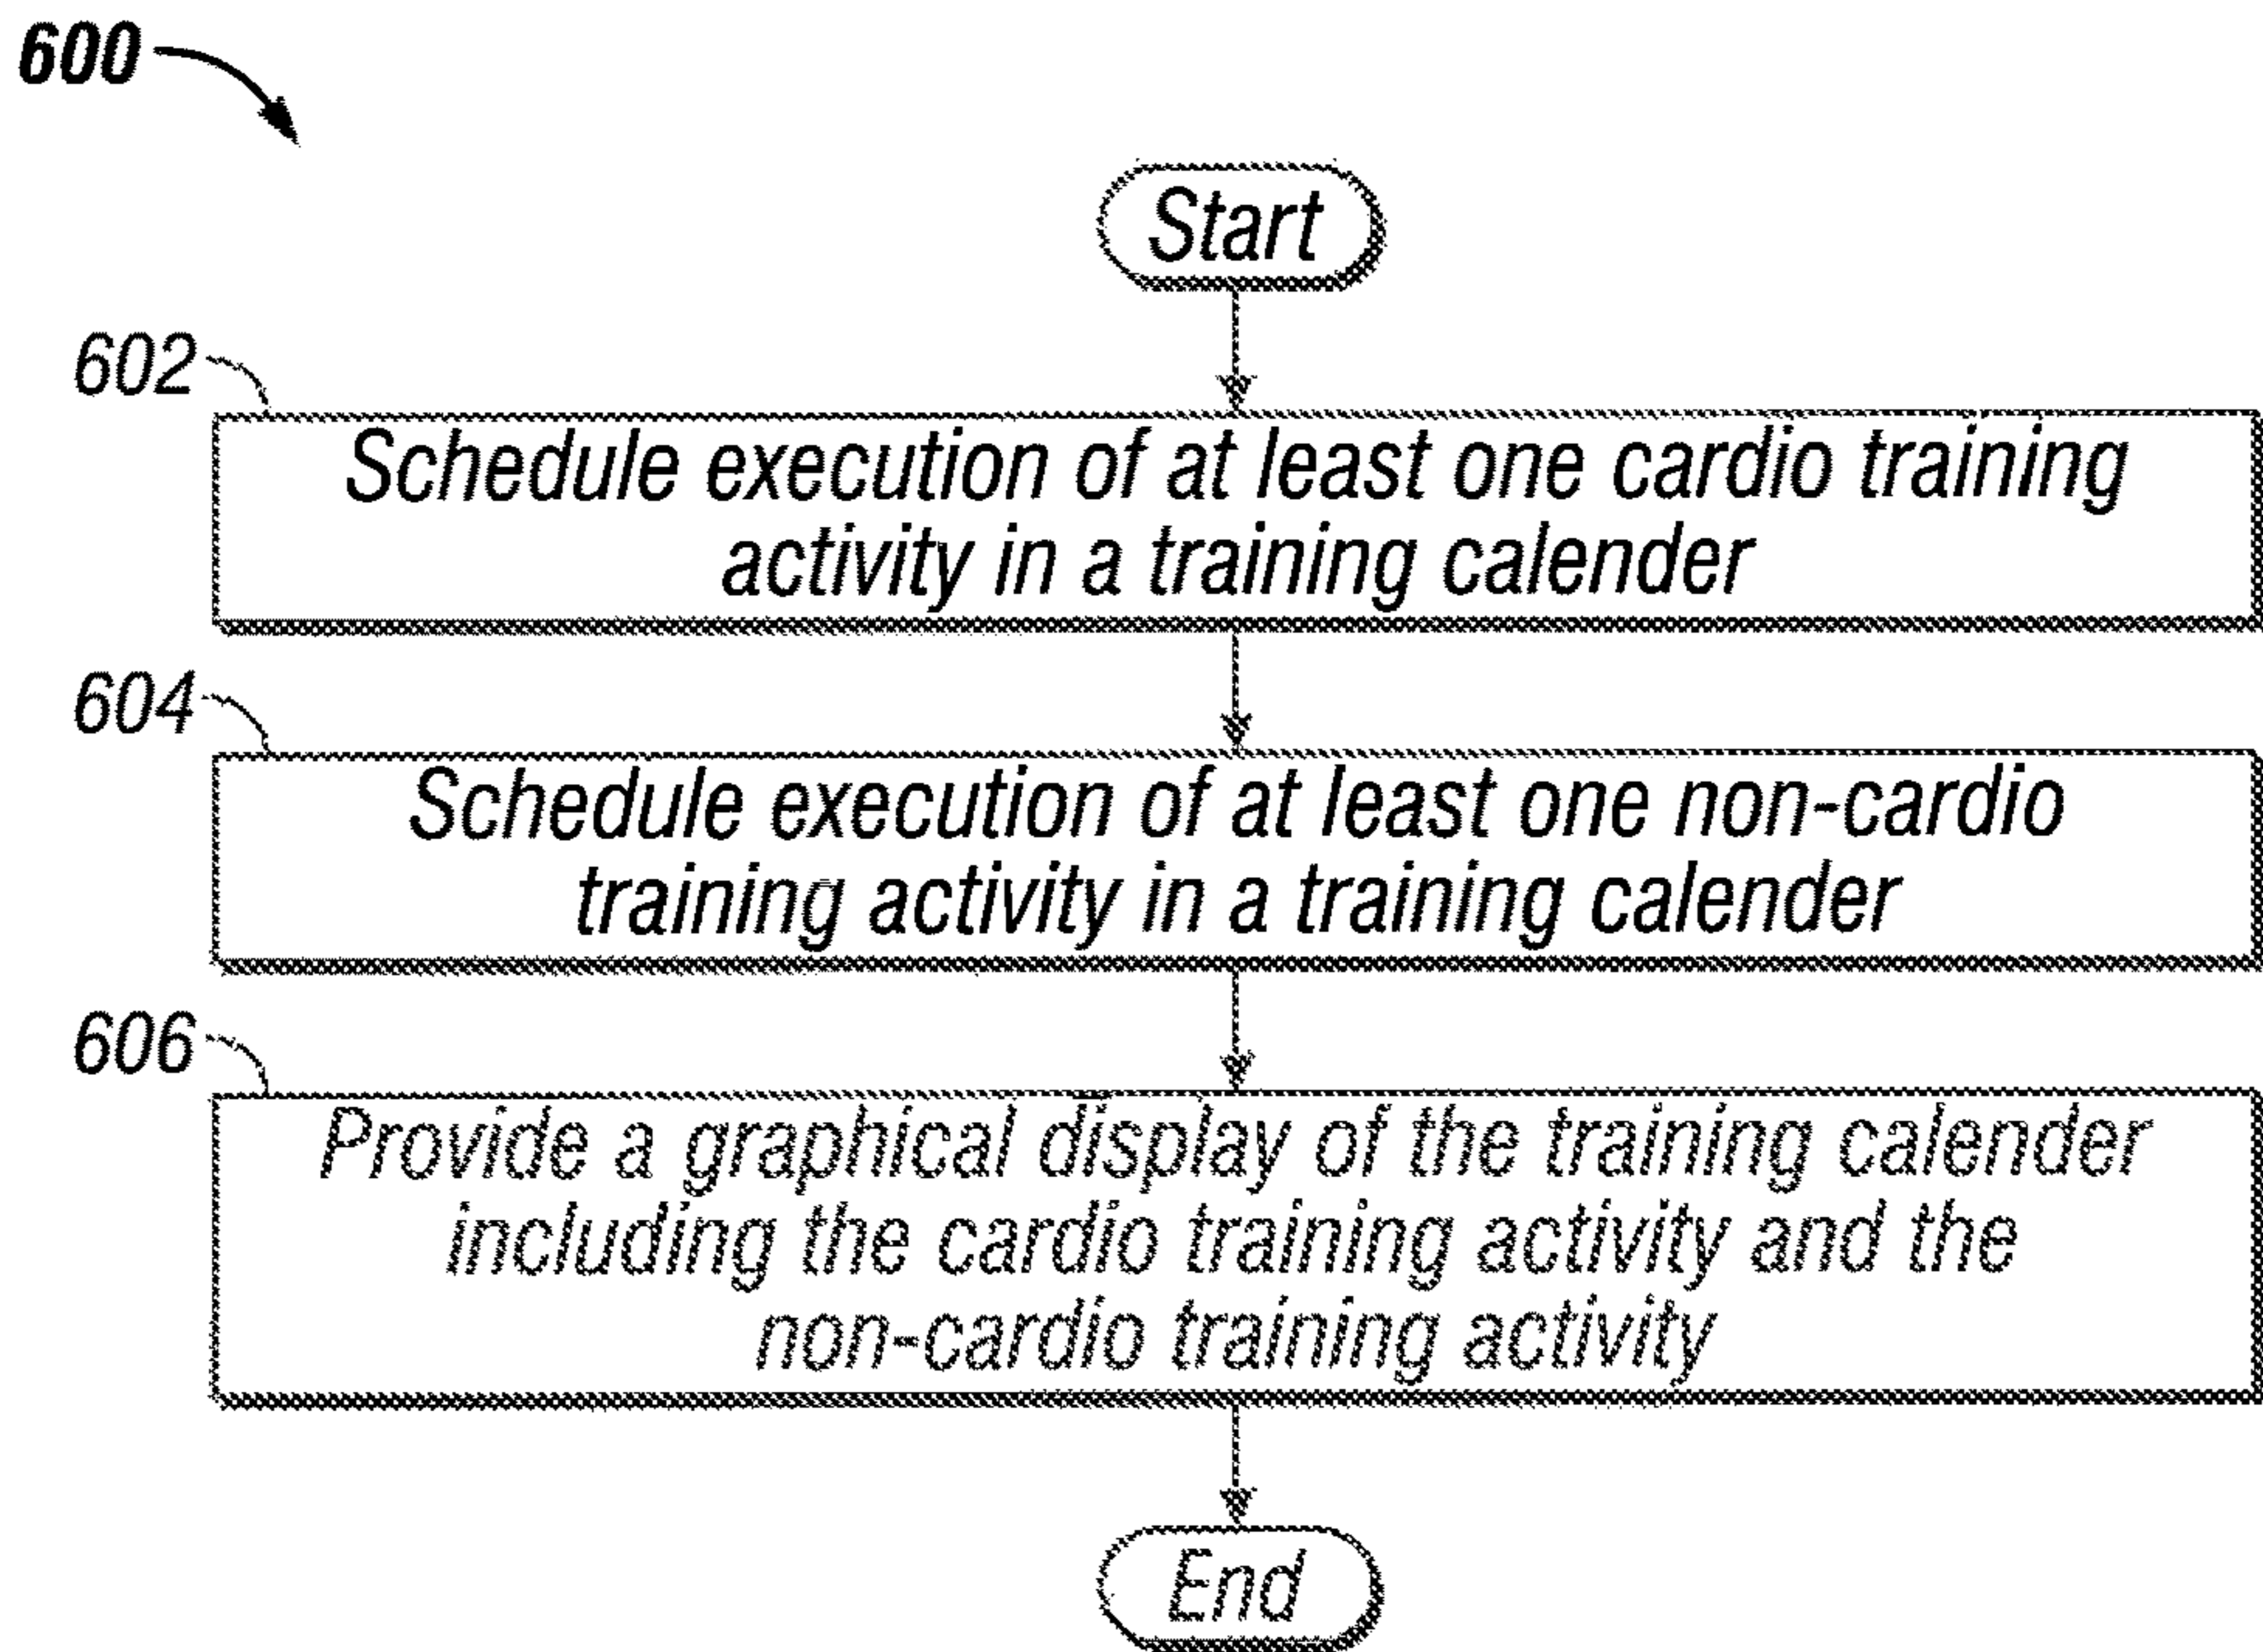 600
Start
602
Schedule execution of at least one cardio training
activity in a training calender
604
Schedule execution of at least one non-cardio
training activity in a training calender
606
Provide a graphical display of the training calender
including the cardio training activity and the
non-cardio training activity
End